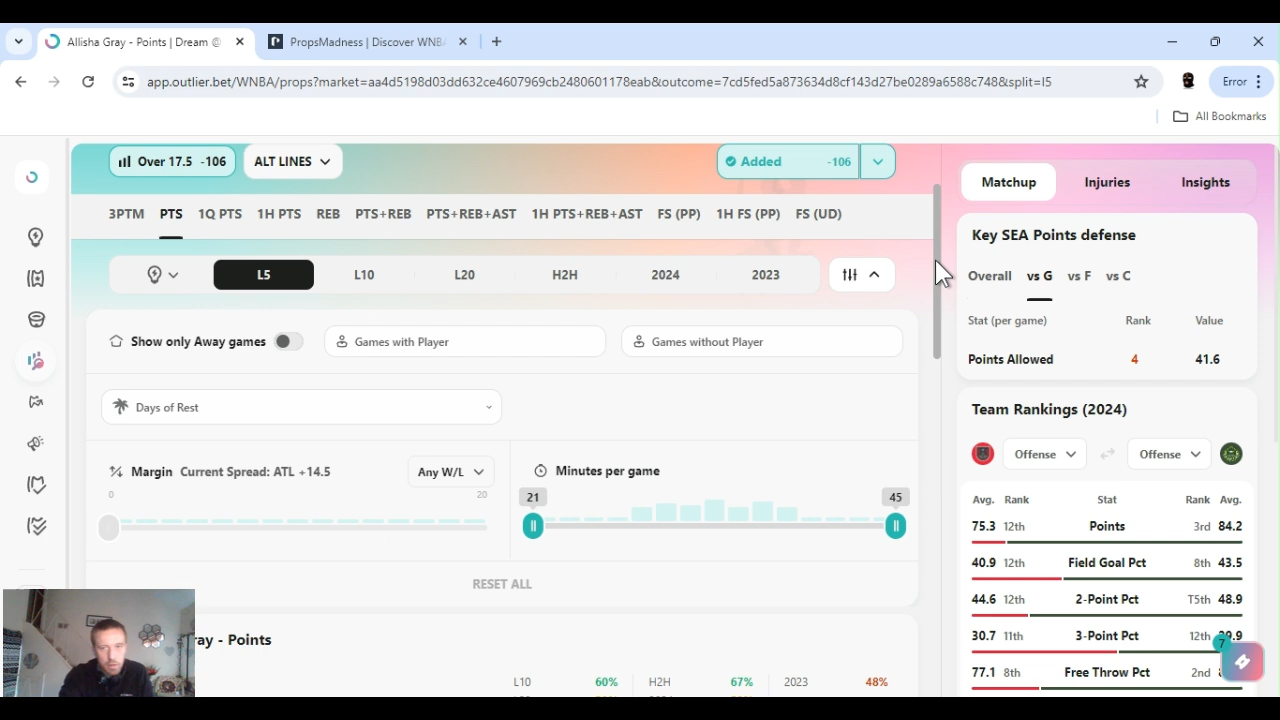 Allisha Gray - Points | Dream @
PropsMadness | Discover WNB
app.outlier.bet/WNBA/props?market=aa4d5198d03dd632ce4607969cb2480601178eab&outcome=7cd5fed5a873634d8cf143d27be0289a6588c748&split=l5
Error
All Bookmarks
Over 17.5 -106
ALT LINES
Added -106
3PTM PTS 1Q PTS 1H PTS REB PTS+REB PTS+REB+AST 1H PTS+REB+AST FS (PP) 1H FS (PP) FS (UD)
L5 L10 L20 H2H 2024 2023
Show only Away games
Games with Player
Games without Player
Days of Rest
Margin Current Spread: ATL +14.5
Any W/L
0 20
Minutes per game
21 45
RESET ALL
ray - Points
L10 60% H2H 67% 2023 48%
Matchup Injuries Insights
Key SEA Points defense
Overall vs G vs F vs C
Stat (per game) Rank Value
Points Allowed 4 41.6
Team Rankings (2024)
Offense Offense
Avg. Rank Stat Rank Avg.
75.3 12th Points 3rd 84.2
40.9 12th Field Goal Pct 8th 43.5
44.6 12th 2-Point Pct T5th 48.9
30.7 11th 3-Point Pct 12th
7
77.1 8th Free Throw Pct 2nd